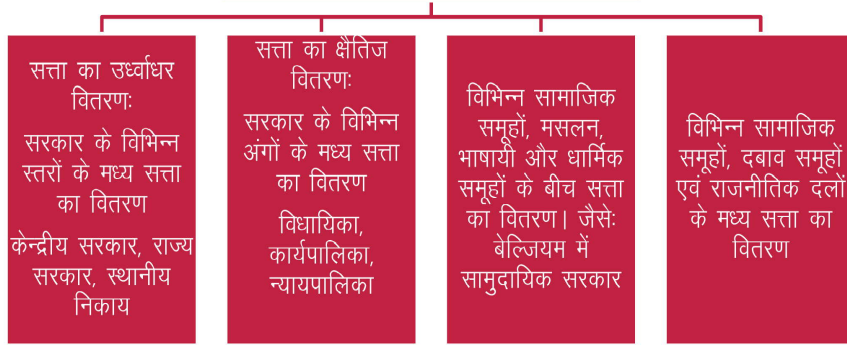 सत्ता का उर्ध्वाधर
वितरणः
सरकार के विभिन्न
स्तरों के मध्य सत्ता
का वितरण
केन्द्रीय सरकार, राज्य
सरकार, स्थानीय
निकाय
सत्ता का क्षैतिज
वितरणः
सरकार के विभिन्न
अंगों के मध्य सत्ता
का वितरण
विधायिका,
कार्यपालिका,
न्यायपालिका
विभिन्न सामाजिक
समूहों, मसलन,
भाषायी और धार्मिक
समूहों के बीच सत्ता
का वितरण। जैसेः
बेल्जियम में
सामुदायिक सरकार
विभिन्न सामाजिक
समूहों, दबाव समूहों
एवं राजनीतिक दलों
के मध्य सत्ता का
वितरण